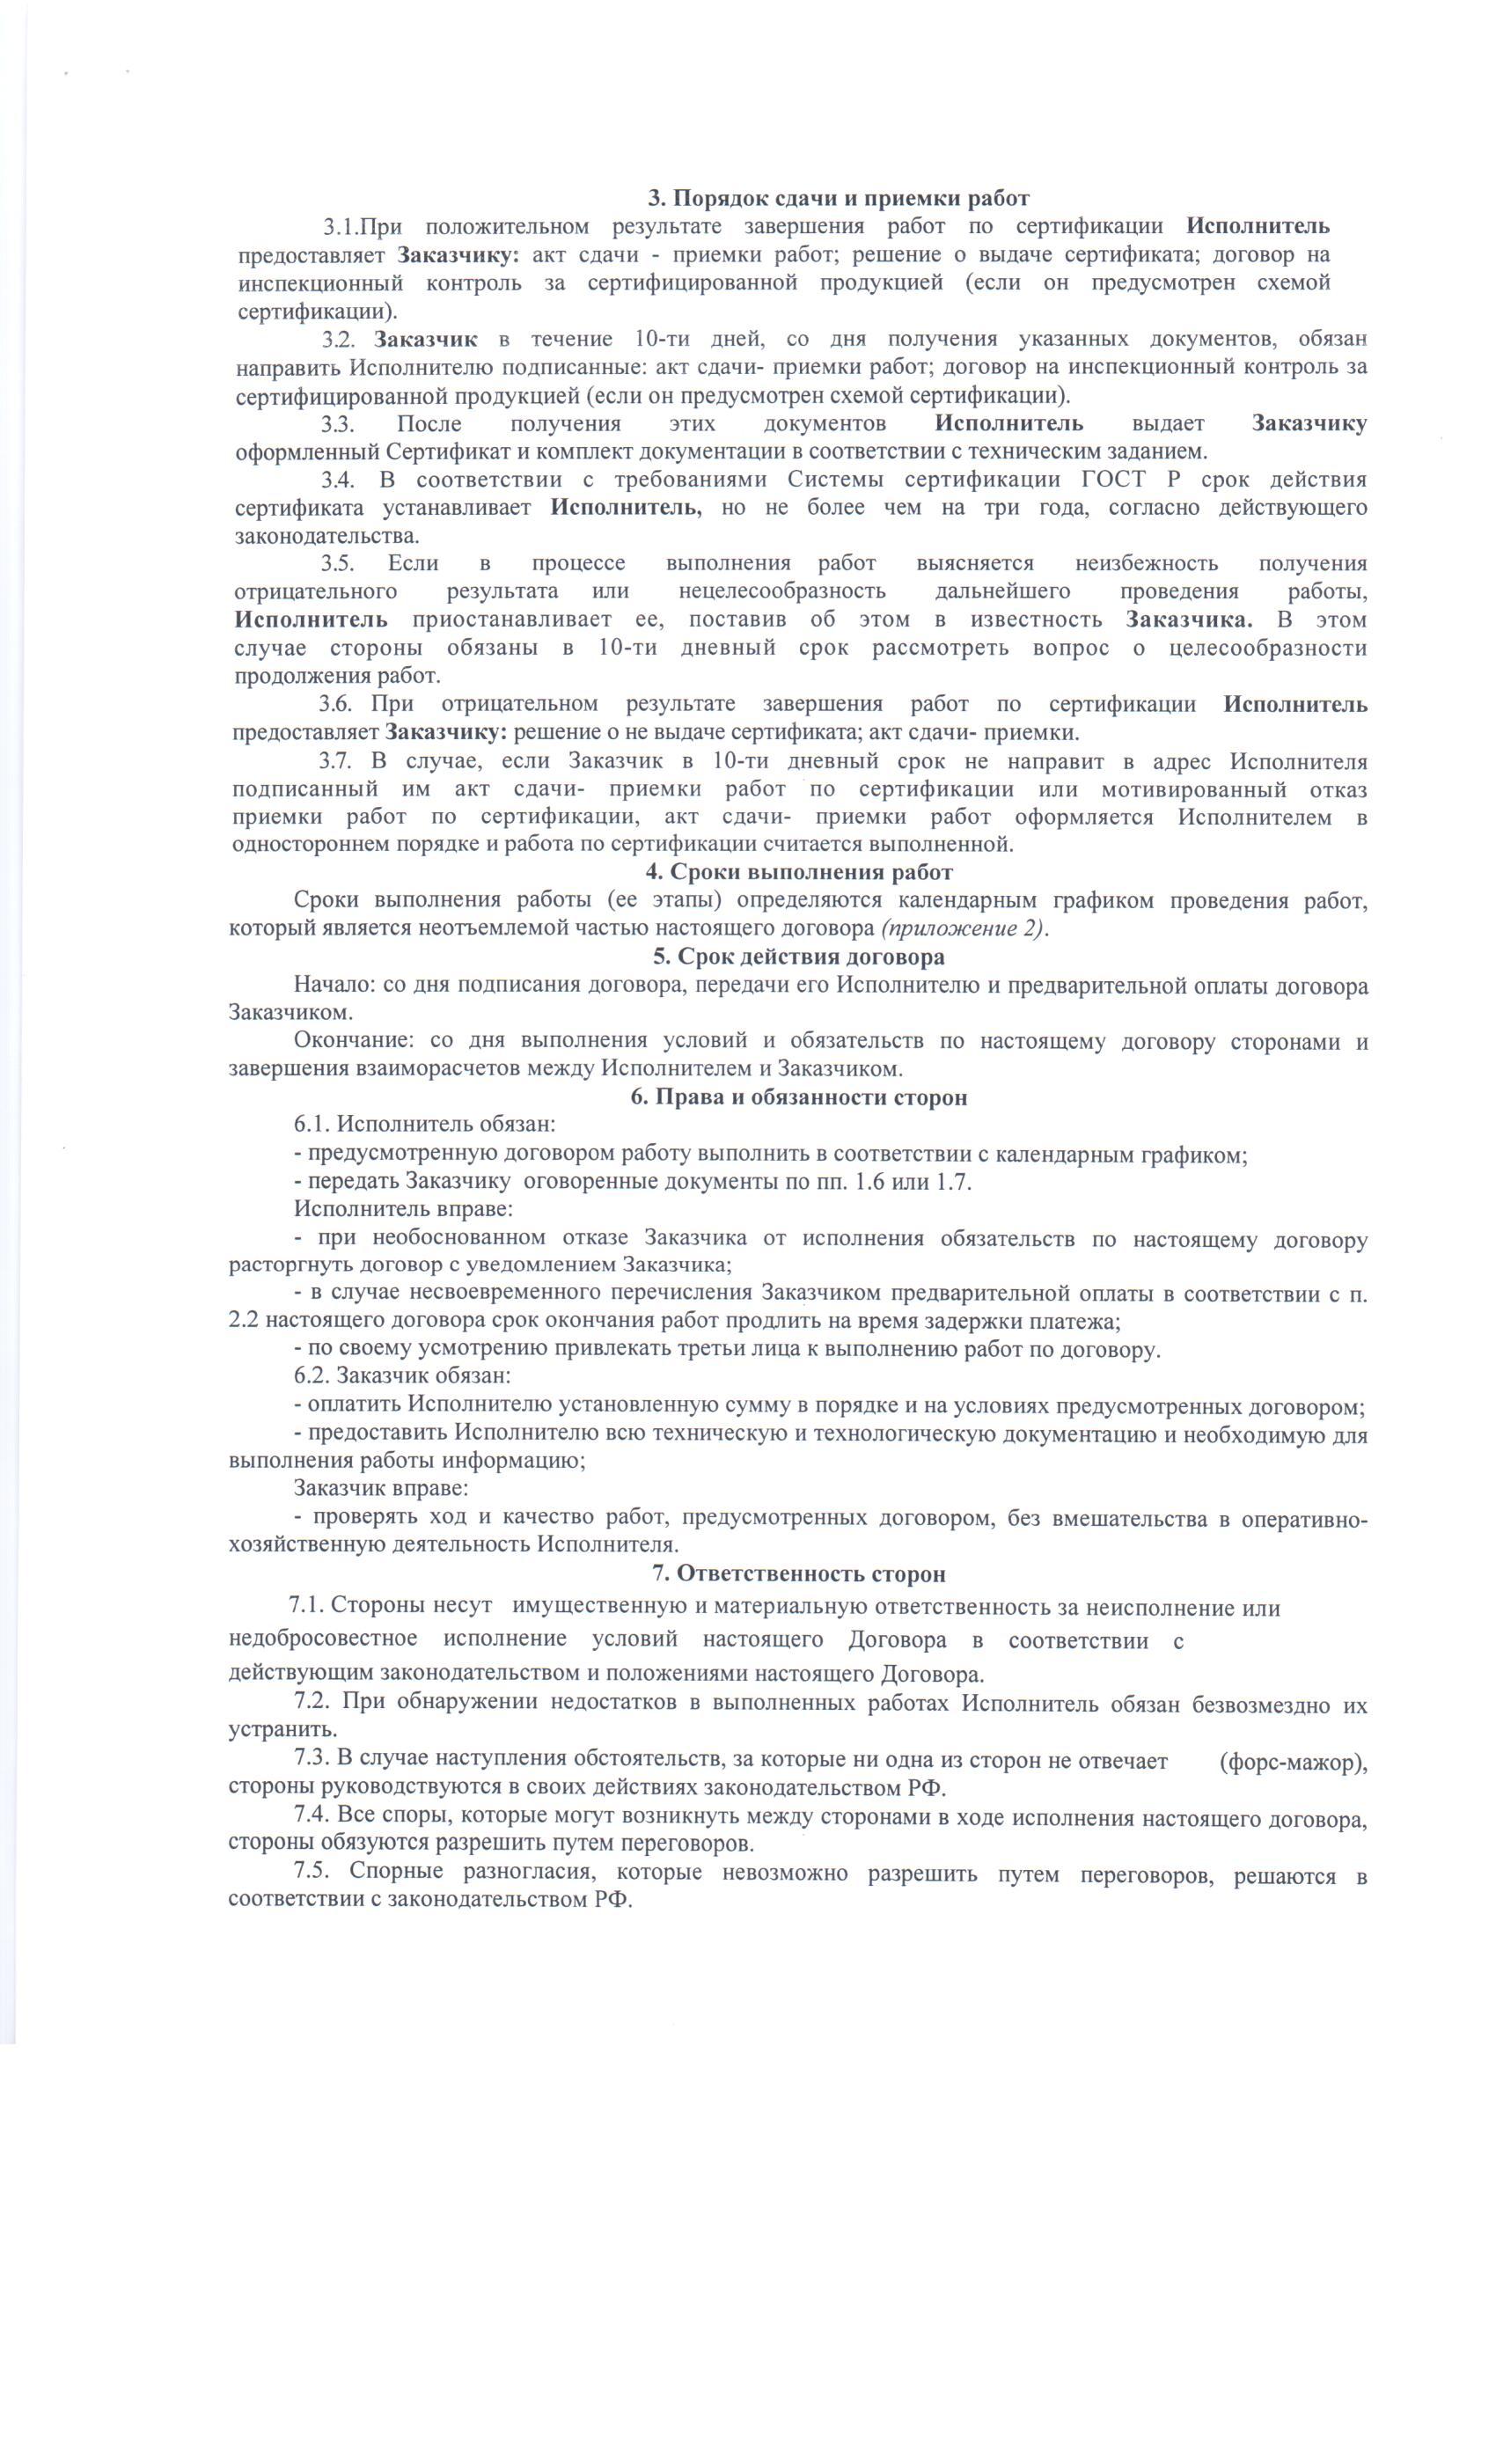 3. Порядок сдачи и приемки работ
3.1.При положительном результате завершения работ по сертификации Исполнитель
предоставляет Заказчику: акт сдачи - приемки работ; решение о выдаче сертификата; договор на
инспекционный контроль за сертифицированной продукцией (если он предусмотрен схемой
сертификации).
3.2. Заказчик в течение 10-ти дней, со дня получения указанных документов, обязан
направить Исполнителю подписанные: акт сдачи- приемки работ; договор на инспекционный контроль за
сертифицированной продукцией (если он предусмотрен схемой сертификации).
3.3. После получения этих документов Исполнитель выдает Заказчику
оформленный Сертификат и комплект документации в соответствии с техническим заданием.
3.4. В соответствии с требованиями Системы сертификации ГОСТ Р срок действия
сертификата устанавливает Исполнитель, но не более чем на три года, согласно действующего
законодательства.
3.5. Если в процессе выполнения работ выясняется неизбежность получения
отрицательного результата или нецелесообразность дальнейшего проведения работы,
Исполнитель приостанавливает ее, поставив об этом в известность Заказчика. В этом
случае стороны обязаны в 10-ти дневный срок рассмотреть вопрос о целесообразности
продолжения работ.
3.6. При отрицательном результате завершения работ по сертификации Исполнитель
предоставляет Заказчику: решение о не выдаче сертификата; акт сдачи- приемки.
3.7. В случае, если Заказчик в 10-ти дневный срок не направит в адрес Исполнителя
подписанный им акт сдачи- приемки работ по сертификации или мотивированный отказ
приемки работ по сертификации, акт сдачи- приемки работ оформляется Исполнителем в
одностороннем порядке и работа по сертификации считается выполненной.
4. Сроки выполнения работ
Сроки выполнения работы (ее этапы) определяются календарным графиком проведения работ,
который является неотъемлемой частью настоящего договора (приложение 2).
5. Срок действия договора
Начало: со дня подписания договора, передачи его Исполнителю и предварительной оплаты договора
Заказчиком.
Окончание: со дня выполнения условий и обязательств по настоящему договору сторонами и
завершения взаиморасчетов между Исполнителем и Заказчиком.
6. Права и обязанности сторон
6.1. Исполнитель обязан:
- предусмотренную договором работу выполнить в соответствии с календарным графиком;
- передать Заказчику оговоренные документы по пп. 1.6 или 1.7.
Исполнитель вправе:
- при необоснованном отказе Заказчика от исполнения обязательств по настоящему договору
расторгнуть договор с уведомлением Заказчика;
- в случае несвоевременного перечисления Заказчиком предварительной оплаты в соответствии с п.
2.2 настоящего договора срок окончания работ продлить на время задержки платежа;
- по своему усмотрению привлекать третьи лица к выполнению работ по договору.
6.2. Заказчик обязан:
- оплатить Исполнителю установленную сумму в порядке и на условиях предусмотренных договором;
- предоставить Исполнителю всю техническую и технологическую документацию и необходимую для
выполнения работы информацию;
Заказчик вправе:
- проверять ход и качество работ, предусмотренных договором, без вмешательства в оперативно-
хозяйственную деятельность Исполнителя.
7. Ответственность сторон
7.1. Стороны несут имущественную и материальную ответственность за неисполнение или
недобросовестное исполнение условий настоящего Договора в соответствии с
действующим законодательством и положениями настоящего Договора.
7.2. При обнаружении недостатков в выполненных работах Исполнитель обязан безвозмездно их
устранить.
7.3. В случае наступления обстоятельств, за которые ни одна из сторон не отвечает (форс-мажор),
стороны руководствуются в своих действиях законодательством РФ.
7.4. Все споры, которые могут возникнуть между сторонами в ходе исполнения настоящего договора,
стороны обязуются разрешить путем переговоров.
7.5. Спорные разногласия, которые невозможно разрешить путем переговоров, решаются в
соответствии с законодательством РФ.